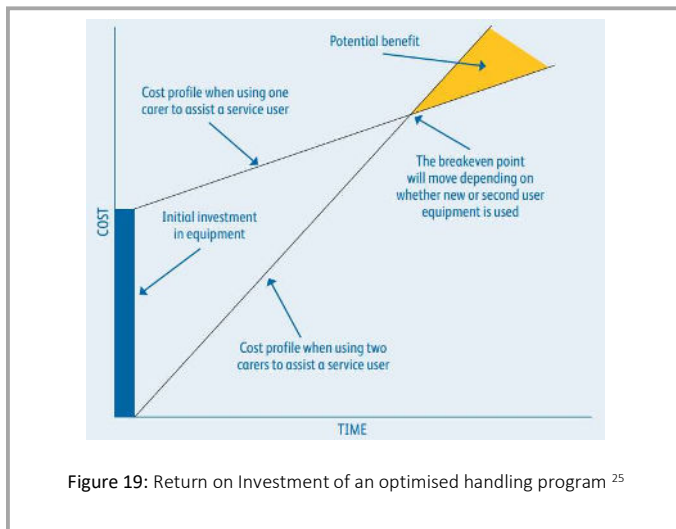 Potential benefit
Cost profile when using one
carer to assist a service user
The breakeven point
will move depending on
whether new or second user
equipment is used
COST
Initial investment
in equipment
Cost profile when using two
carers to assist a service user
TIME
Figure 19: Return on Investment of an optimised handling program 25